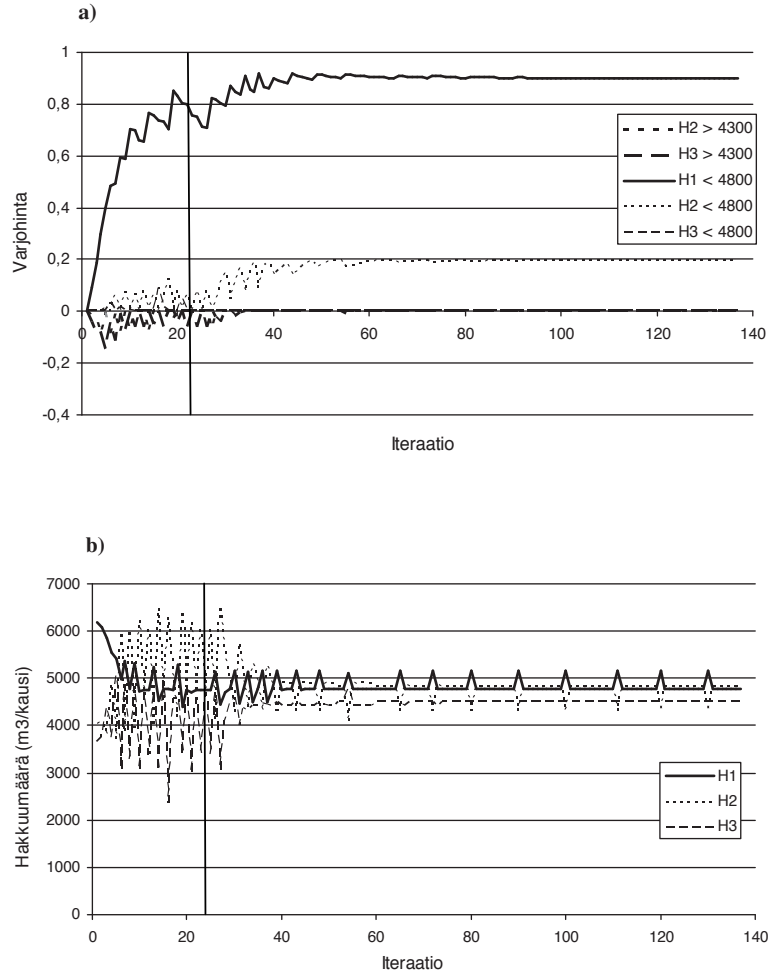 a)
1
0,8
0,6
0,4
0,2
0
-0,2
-0,4
0 20 40 60 80 100 120 140
Varjohinta
Iteraatio
H2 > 4300
H3 > 4300
H1 < 4800
H2 < 4800
H3 < 4800
b)
7000
6000
5000
4000
3000
2000
1000
0
0 20 40 60 80 100 120 140
Hakkuumäärä (m3/kausi)
Iteraatio
H1
H2
H3